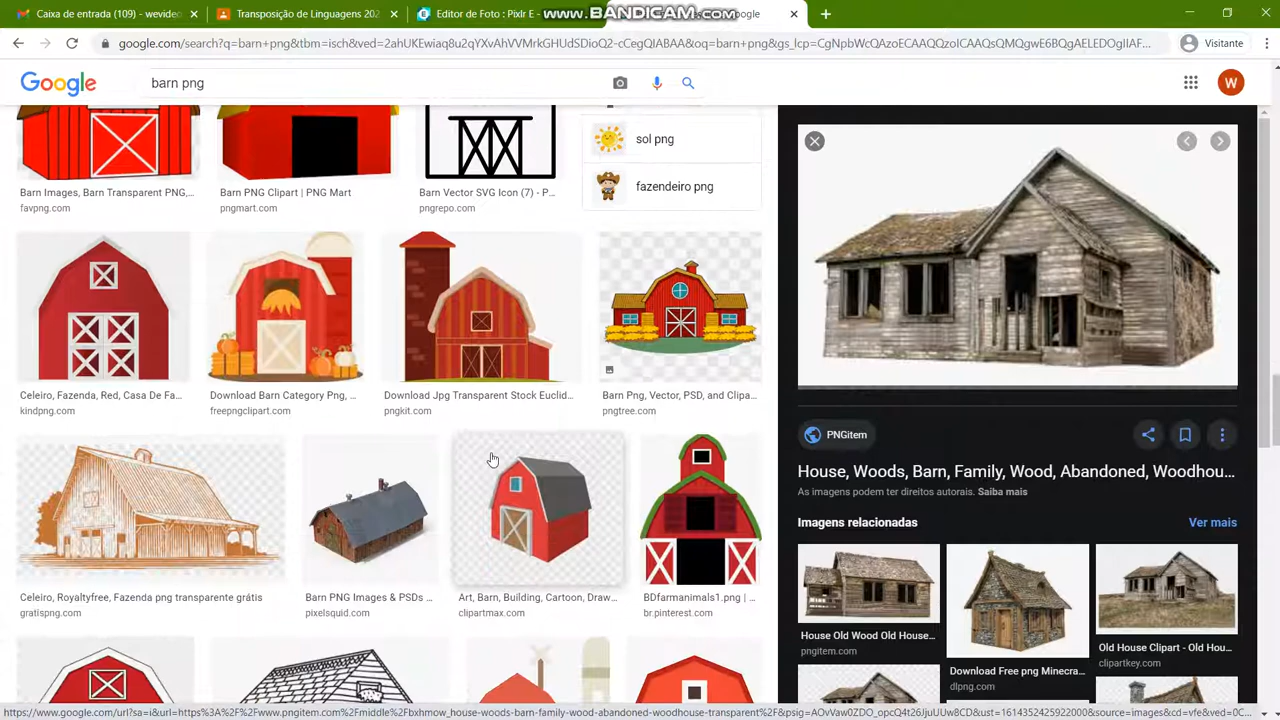 Caixa de entrada (109) - wevideo
Transposição de Linguagens 202
Editor de Foto : Pixlr E -
www.BANDICAM.com
google.com/search?q=barn+png&tbm=isch&ved=2ahUKEwiaq8u2qYXvAhVVMrkGHUdSDioQ2-cCegQIABAA&oq=barn+png&gs_lcp=CgNpbWcQAzoECAAQQzoICAAQsQMQgwE6BQgAELEDOgIIAF...
Visitante
Google
barn png
W
sol png
fazendeiro png
Barn Images, Barn Transparent PNG,...
favpng.com
Barn PNG Clipart | PNG Mart
pngmart.com
Barn Vector SVG Icon (7) - P...
pngrepo.com
Celeiro, Fazenda, Red, Casa De Fa...
kindpng.com
Download Barn Category Png, ...
freepngclipart.com
Download Jpg Transparent Stock Euclid...
pngkit.com
Barn Png, Vector, PSD, and Clipa...
pngtree.com
Celeiro, Royaltyfree, Fazenda png transparente grátis
gratispng.com
Barn PNG Images & PSDs ...
pixelsquid.com
Art, Barn, Building, Cartoon, Draw...
clipartmax.com
BDfarmanimals1.png | ...
br.pinterest.com
PNGitem
House, Woods, Barn, Family, Wood, Abandoned, Woodhou...
As imagens podem ter direitos autorais. Saiba mais
Imagens relacionadas
Ver mais
House Old Wood Old House...
pngitem.com
Download Free png Minecra...
dlpng.com
Old House Clipart - Old Hou...
clipartkey.com